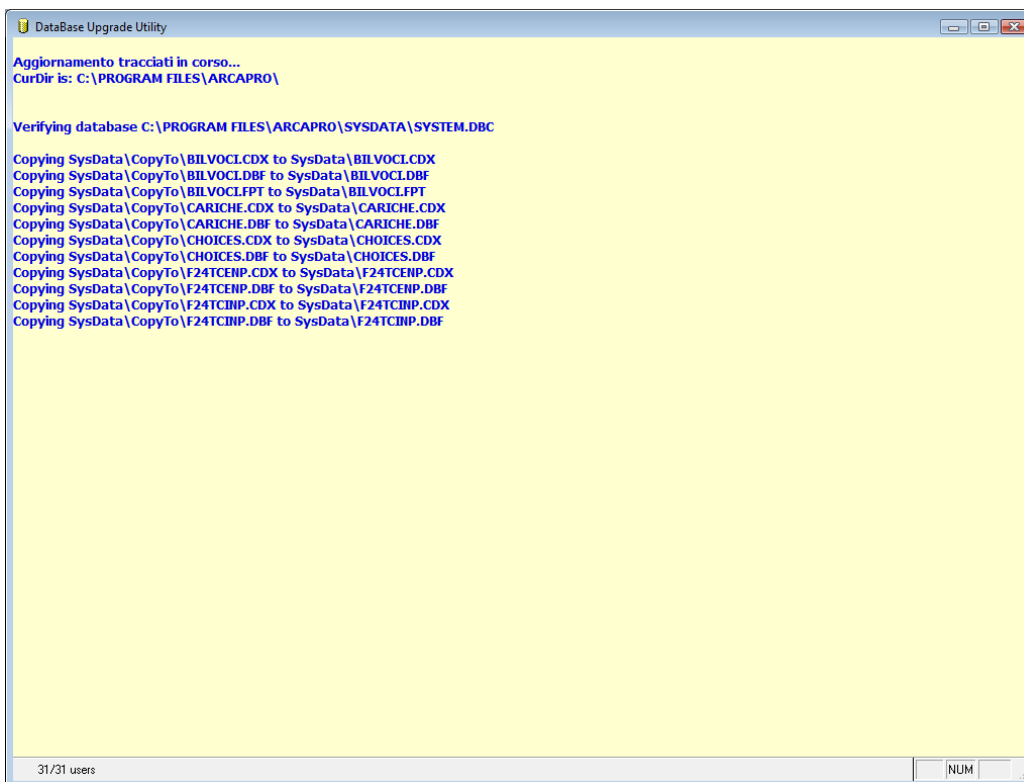 DataBase Upgrade Utility
Aggiornamento tracciati in corso...
CurDir is: C:\PROGRAM FILES\ARCAPRO\
Verifying database C:\PROGRAM FILES\ARCAPRO\SYSDATA\SYSTEM.DBC
Copying SysData\CopyTo\BILVOCI.CDX to SysData\BILVOCI.CDX
Copying SysData\CopyTo\BILVOCI.DBF to SysData\BILVOCI.DBF
Copying SysData\CopyTo\BILVOCI.FPT to SysData\BILVOCI.FPT
Copying SysData\CopyTo\CARICHE.CDX to SysData\CARICHE.CDX
Copying SysData\CopyTo\CARICHE.DBF to SysData\CARICHE.DBF
Copying SysData\CopyTo\CHOICES.CDX to SysData\CHOICES.CDX
Copying SysData\CopyTo\CHOICES.DBF to SysData\CHOICES.DBF
Copying SysData\CopyTo\F24TCENP.CDX to SysData\F24TCENP.CDX
Copying SysData\CopyTo\F24TCENP.DBF to SysData\F24TCENP.DBF
Copying SysData\CopyTo\F24TCINP.CDX to SysData\F24TCINP.CDX
Copying SysData\CopyTo\F24TCINP.DBF to SysData\F24TCINP.DBF
31/31 users
NUM